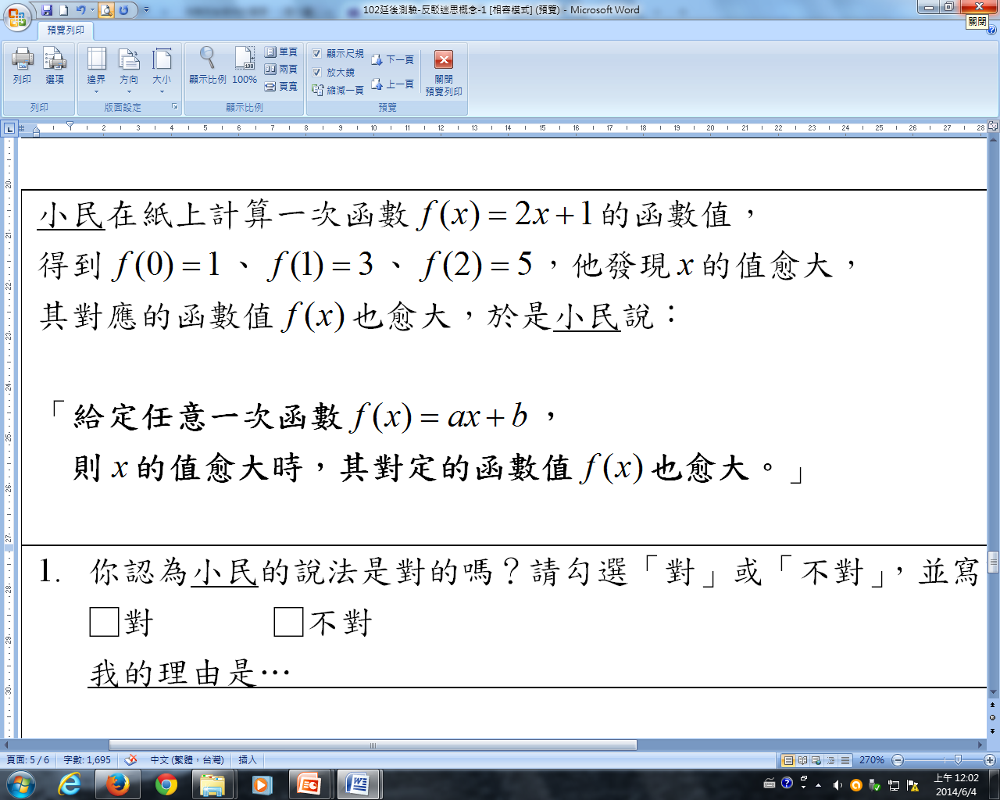 102延後測驗-反駁迷思概念-1 [相容模式] (預覽) - Microsoft Word
關閉
預覽列印
列印 選項 邊界 方向 大小 顯示比例 100% 單頁 兩頁 頁寬
顯示尺規 放大鏡 縮減一頁 下一頁 上一頁 關閉預覽列印
列印 版面設定 顯示比例 預覽
2 3 4 5 6 7 8 9 10 11 12 13 14 15 16 17 18 19 20 21 22 23 24 25 26 27 28
20 21 22 23 24 25 26 27 28 29 30
小民在紙上計算一次函數 f(x) = 2x+1 的函數值，
得到 f(0) = 1、f(1) = 3、f(2) = 5，他發現 x 的值愈大，
其對應的函數值 f(x) 也愈大，於是小民說：
「給定任意一次函數 f(x) = ax + b，
則 x 的值愈大時，其對定的函數值 f(x) 也愈大。」
1. 你認為小民的說法是對的嗎？請勾選「對」或「不對」，並寫
□對 □不對
我的理由是…
頁面: 5 / 6 字數: 1,695 中文 (繁體，台灣) 插入 270%
上午 12:02
2014/6/4